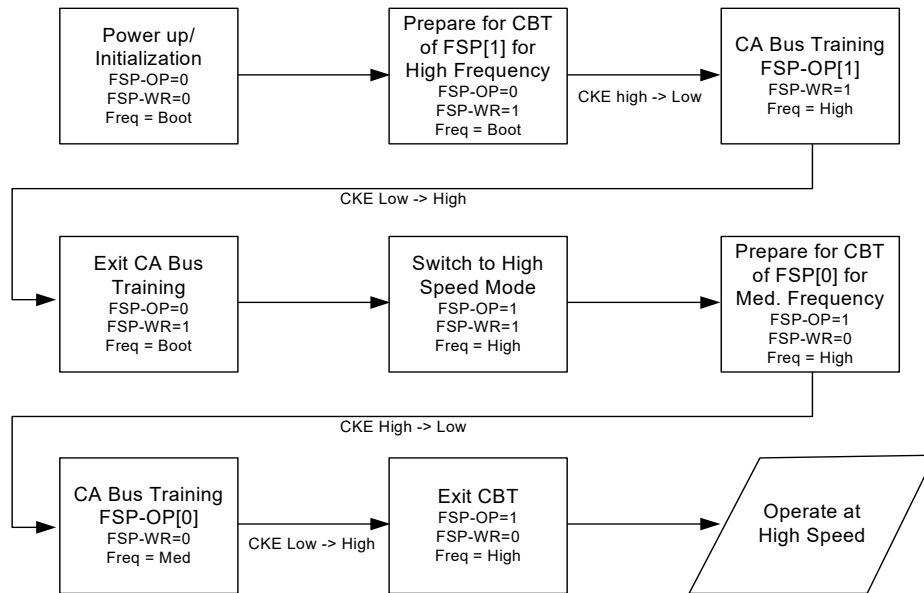 Power up/
Initialization
FSP-OP=0
FSP-WR=0
Freq = Boot
Prepare for CBT
of FSP[1] for
High Frequency
FSP-OP=0
FSP-WR=1
Freq = Boot
CKE high -> Low
CA Bus Training
FSP-OP[1]
FSP-WR=1
Freq = High
CKE Low -> High
Exit CA Bus
Training
FSP-OP=0
FSP-WR=1
Freq = Boot
Switch to High
Speed Mode
FSP-OP=1
FSP-WR=1
Freq = High
Prepare for CBT
of FSP[0] for
Med. Frequency
FSP-OP=1
FSP-WR=0
Freq = High
CKE High -> Low
CA Bus Training
FSP-OP[0]
FSP-WR=0
Freq = Med
CKE Low -> High
Exit CBT
FSP-OP=1
FSP-WR=0
Freq = High
Operate at
High Speed